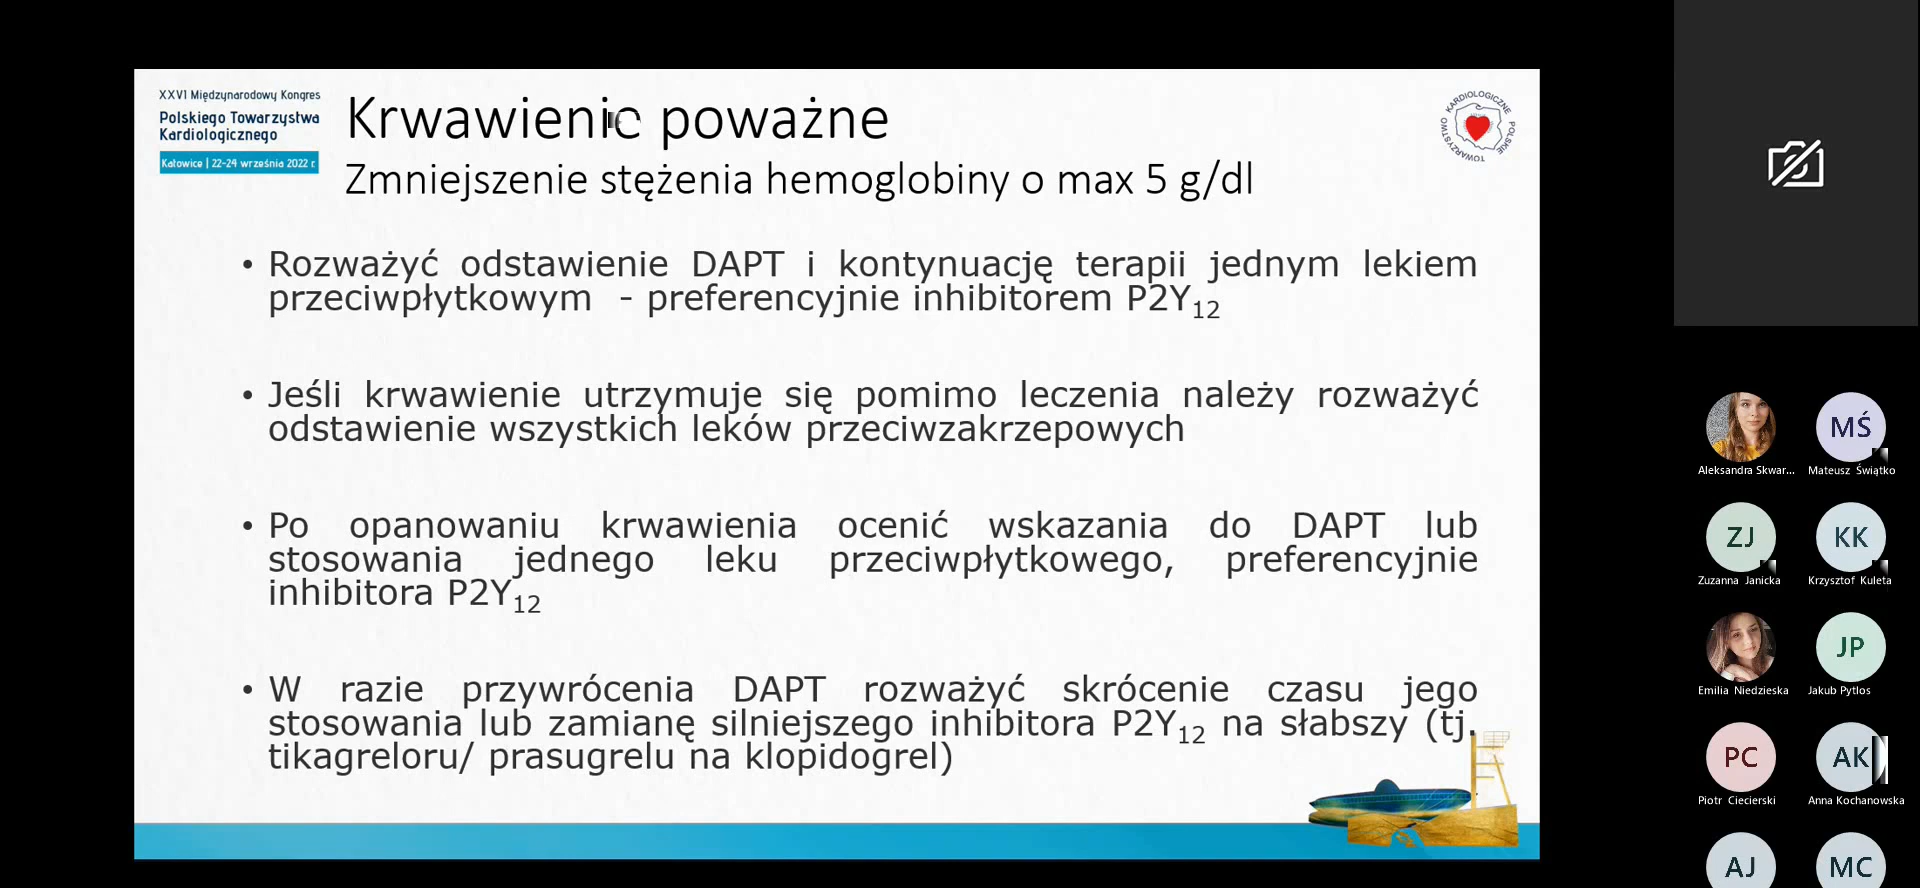 XXVI Międzynarodowy Kongres
Polskiego Towarzystwa
Kardiologicznego
Katowice | 22-24 września 2022 r.
Krwawienie poważne
Zmniejszenie stężenia hemoglobiny o max 5 g/dl
POLSKIE TOWARZYSTWO KARDIOLOGICZNE
• Rozważyć odstawienie DAPT i kontynuację terapii jednym lekiem
przeciwpłytkowym - preferencyjnie inhibitorem P2Y12
• Jeśli krwawienie utrzymuje się pomimo leczenia należy rozważyć
odstawienie wszystkich leków przeciwzakrzepowych
• Po opanowaniu krwawienia ocenić wskazania do DAPT lub
stosowania jednego leku przeciwpłytkowego, preferencyjnie
inhibitora P2Y12
• W razie przywrócenia DAPT rozważyć skrócenie czasu jego
stosowania lub zamianę silniejszego inhibitora P2Y12 na słabszy (tj.
tikagreloru/ prasugrelu na klopidogrel)
MŚ
Aleksandra Skwar... Mateusz Świątko
ZJ KK
Zuzanna Janicka Krzysztof Kuleta
JP
Emilia Niedzieska Jakub Pytlos
PC AK
Piotr Ciecierski Anna Kochanowska
AJ MC